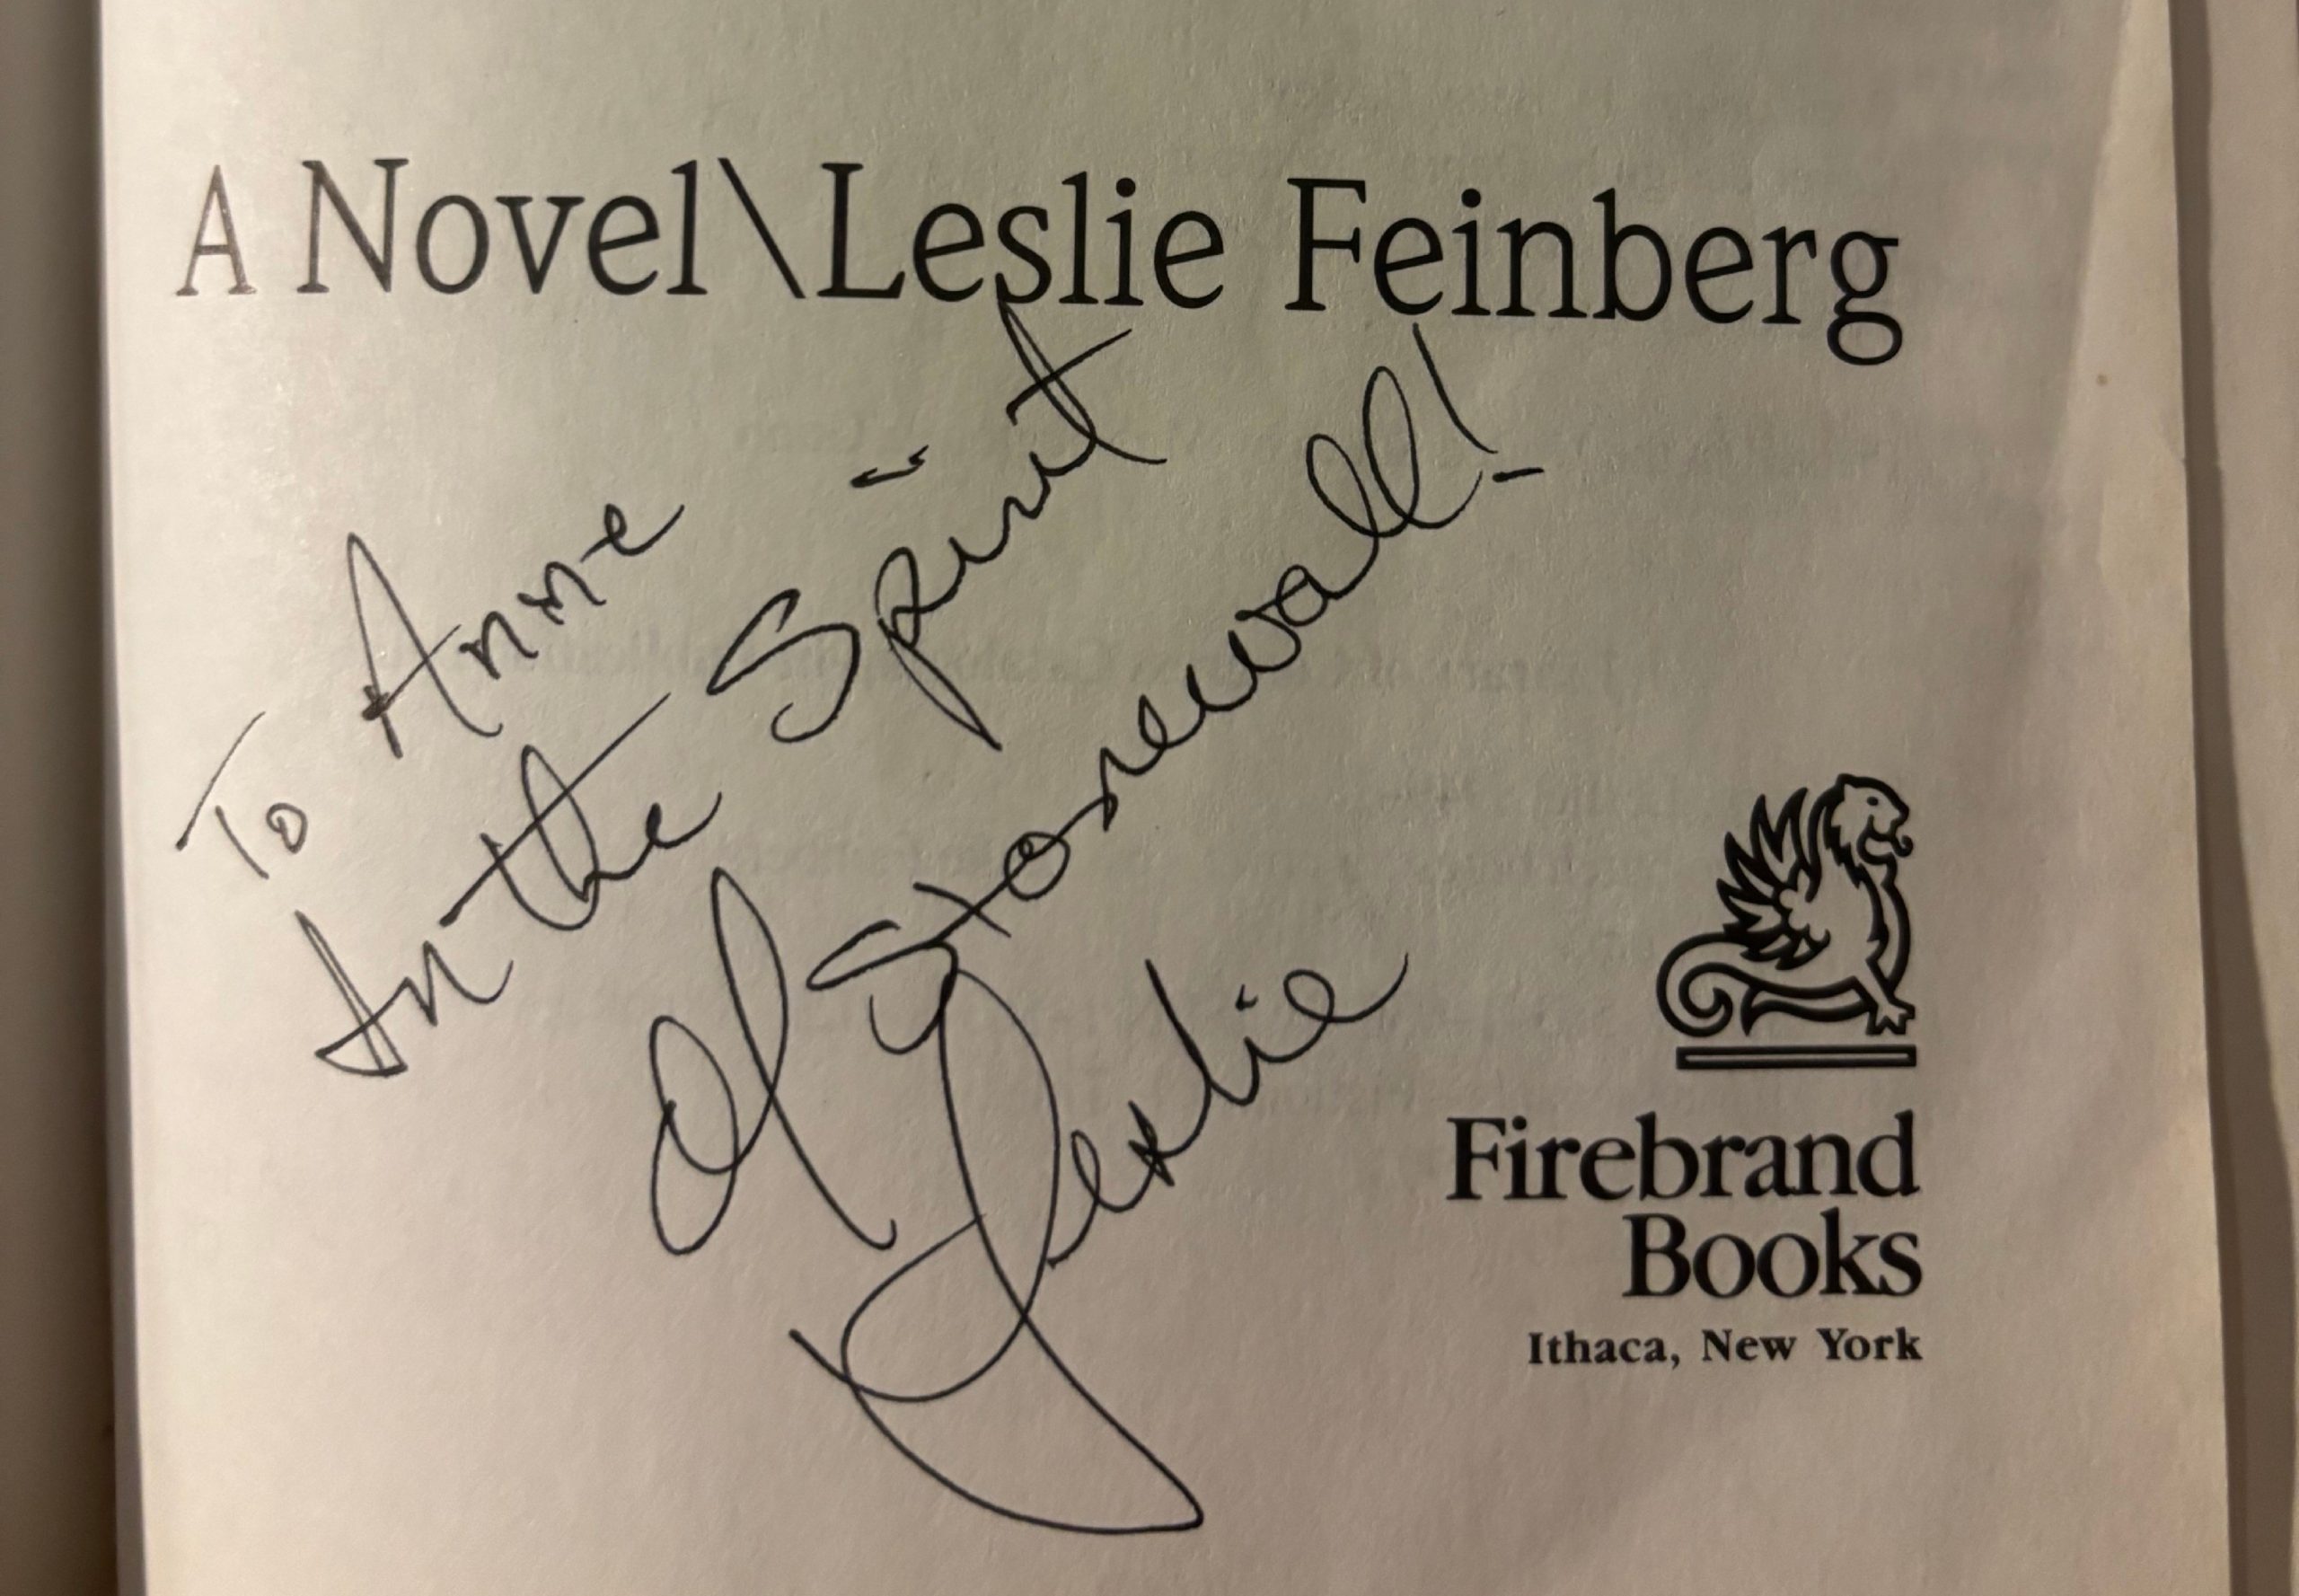 A Novel\Leslie Feinberg
To Anne
In the Spirit
Of Stonewall!
Leslie
Firebrand
Books
Ithaca, New York